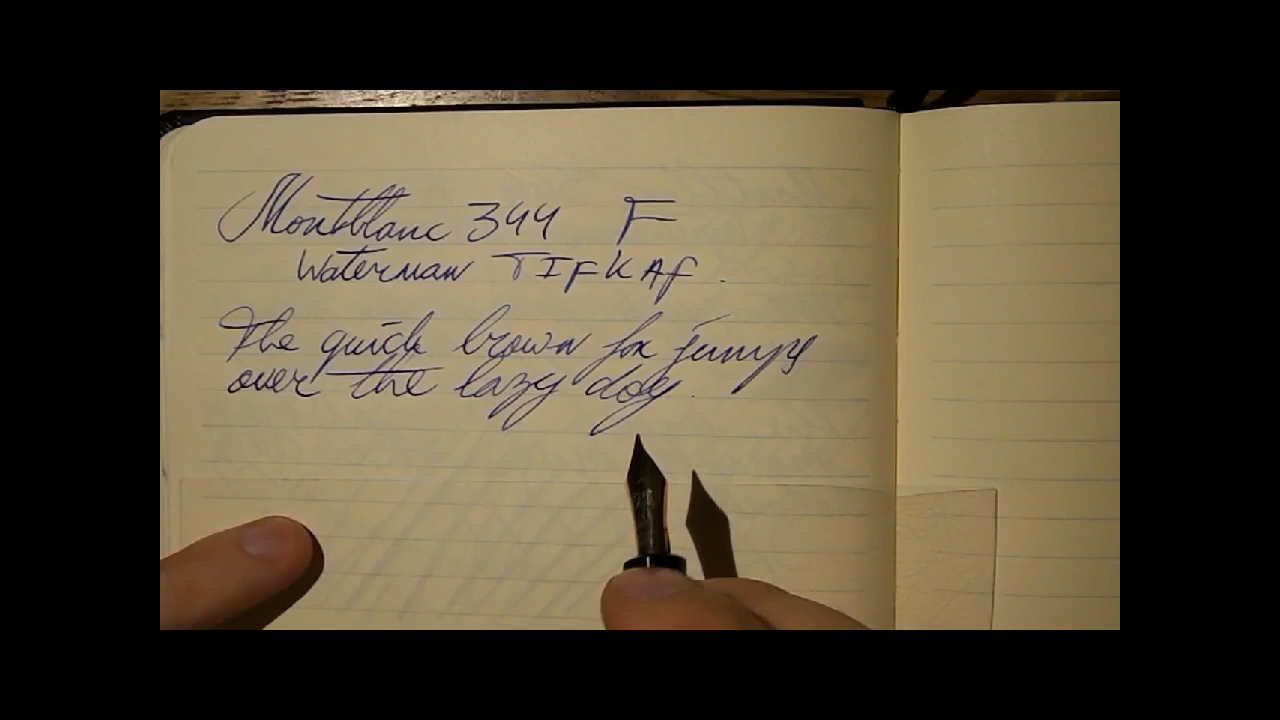 Montblanc 344 F
Waterman TIFKAF.
The quick brown fox jumps
over the lazy dog.